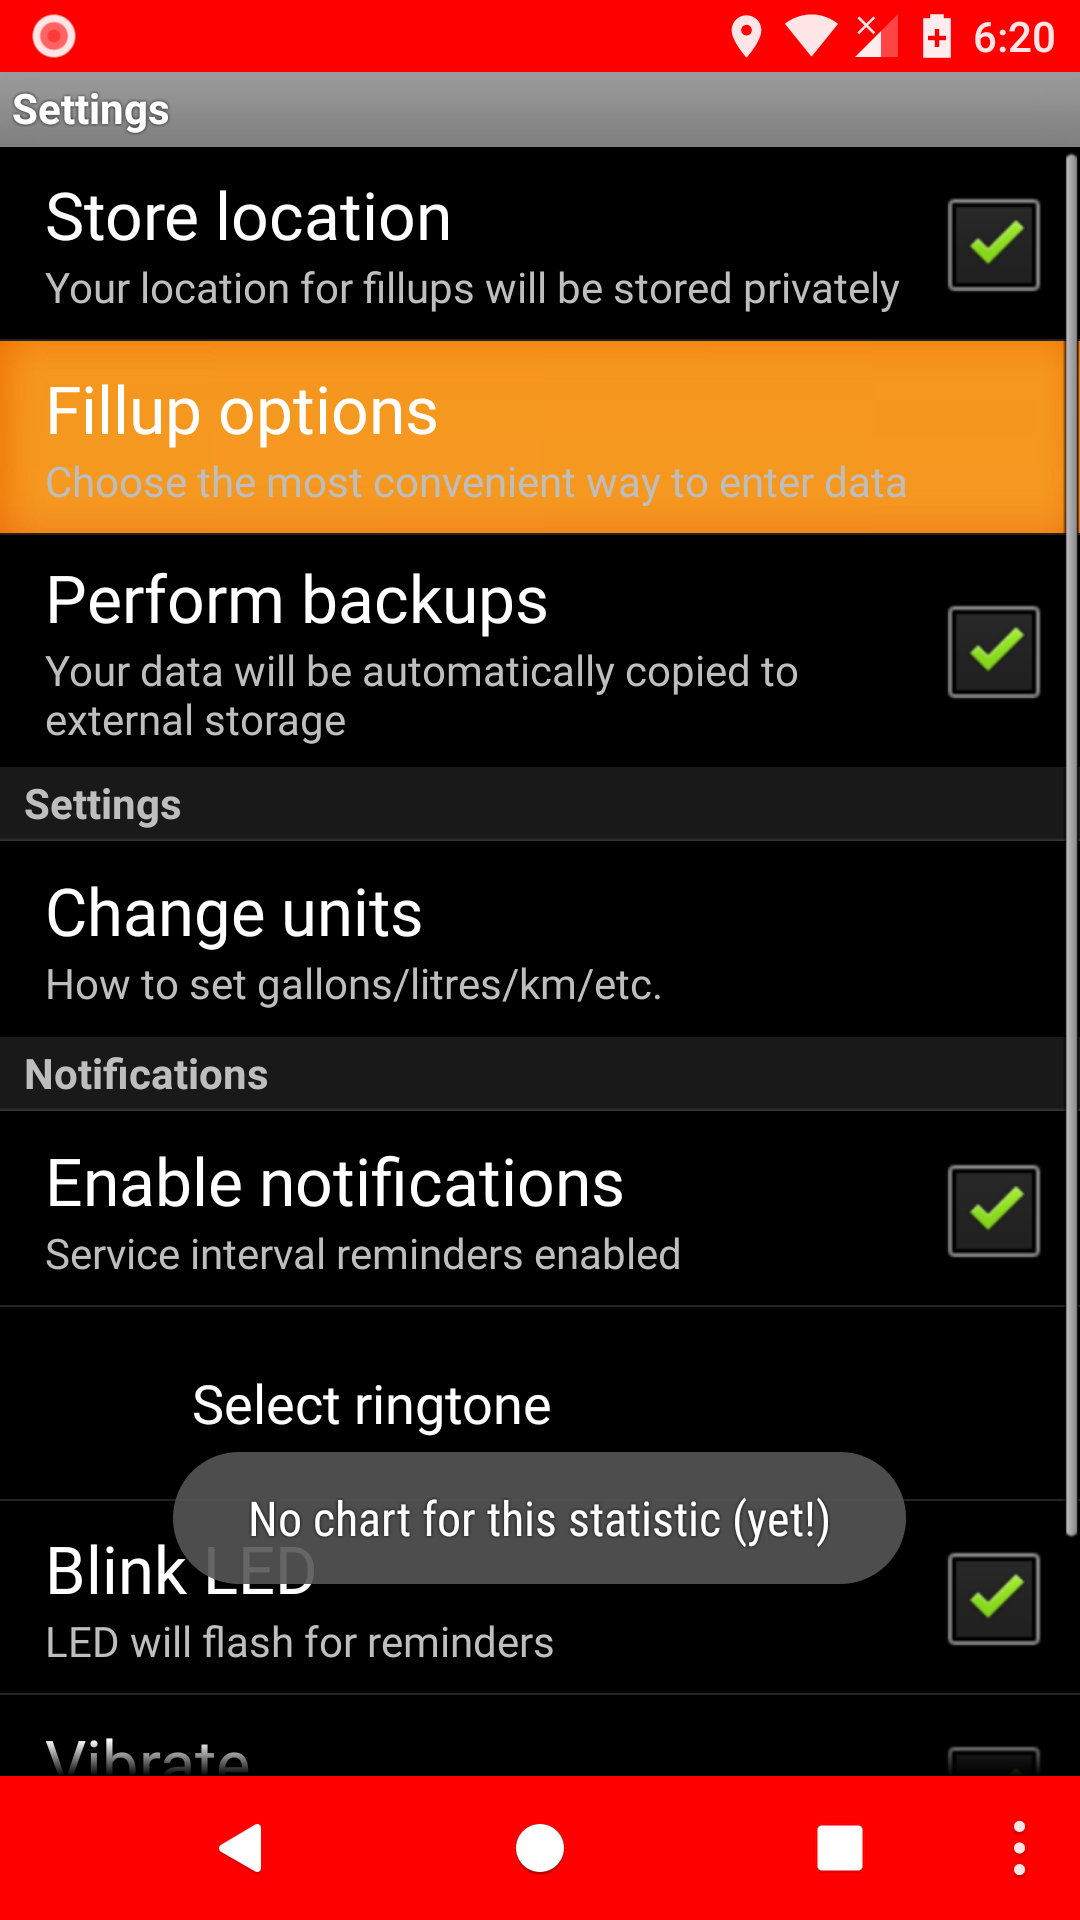 6:20
Settings
Store location
Your location for fillups will be stored privately
Fillup options
Choose the most convenient way to enter data
Perform backups
Your data will be automatically copied to
external storage
Settings
Change units
How to set gallons/litres/km/etc.
Notifications
Enable notifications
Service interval reminders enabled
Select ringtone
No chart for this statistic (yet!)
Blink LED
LED will flash for reminders
Vibrate